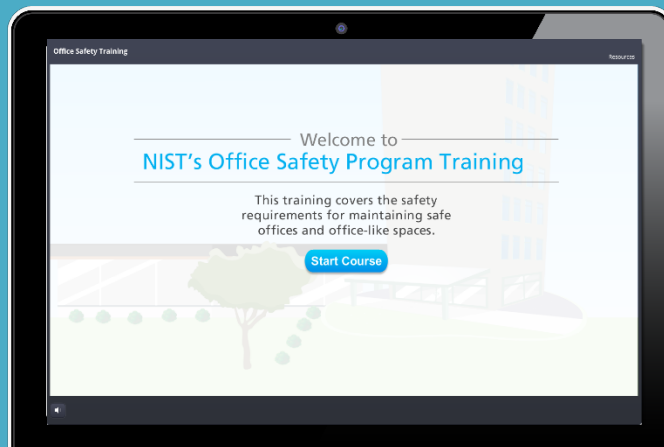 Office Safety Training
Resources
Welcome to
NIST's Office Safety Program Training
This training covers the safety
requirements for maintaining safe
offices and office-like spaces.
Start Course